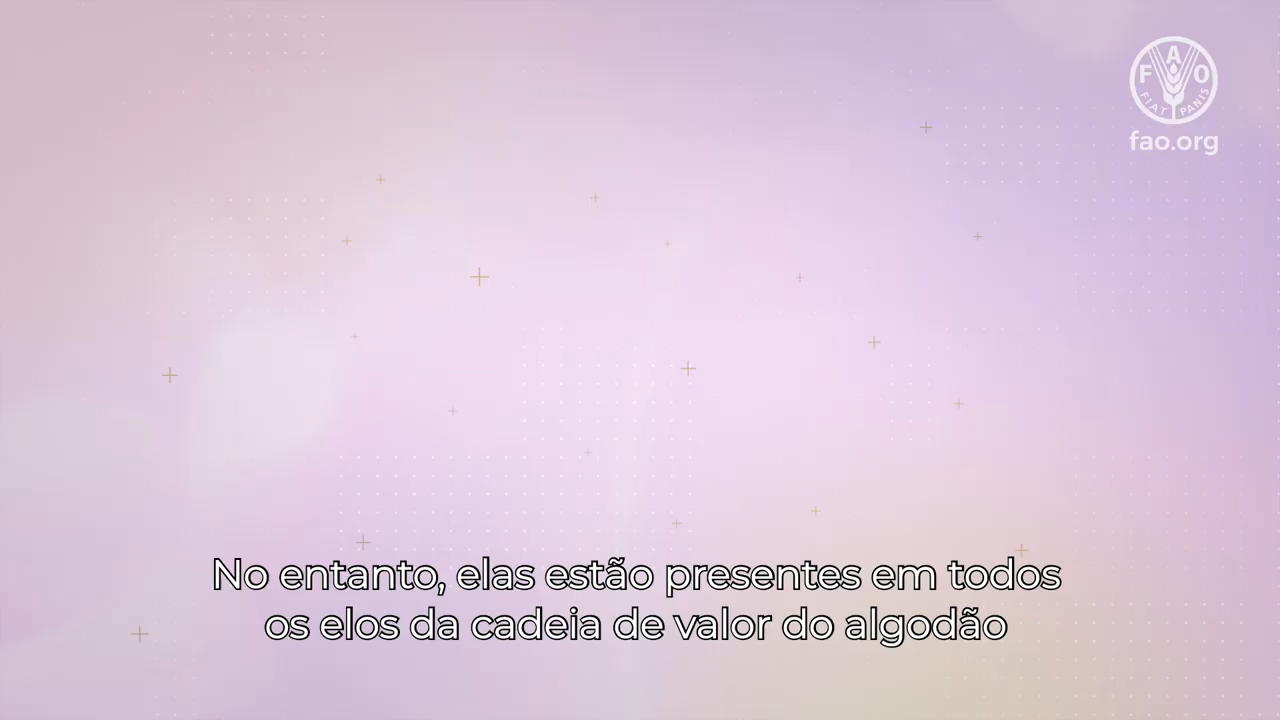 F A O
FIAT PANIS
fao.org
No entanto, elas estão presentes em todos
os elos da cadeia de valor do algodão